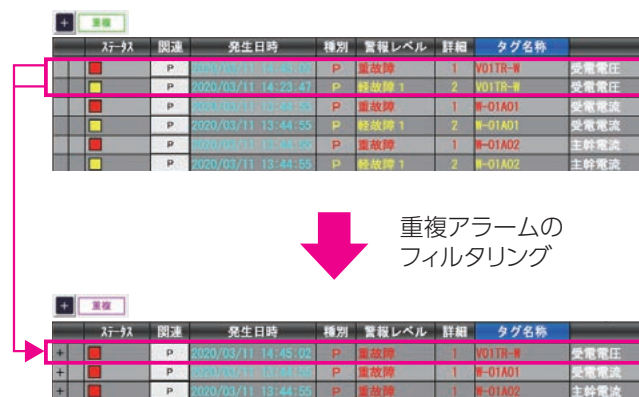 + 重複
ｽﾃｰﾀｽ 関連 発生日時 種別 警報レベル 詳細 タグ名称
P 2020/03/11 14:45:02 P 重故障 1 V01TR-W 受電電圧
P 2020/03/11 14:23:47 P 軽故障1 2 V01TR-W 受電電圧
P P 重故障 1 W-01A01 受電電流
P 2020/03/11 13:44:55 P 軽故障1 2 W-01A01 受電電流
P P 重故障 1 W-01A02 主幹電流
P 2020/03/11 13:44:55 P 軽故障1 2 W-01A02 主幹電流
重複アラームの
フィルタリング
+ 重複
ｽﾃｰﾀｽ 関連 発生日時 種別 警報レベル 詳細 タグ名称
+ P 2020/03/11 14:45:02 P 重故障 1 V01TR-W 受電電圧
+ P P 重故障 1 W-01A01 受電電流
+ P 2020/03/11 13:44:55 P 重故障 1 W-01A02 主幹電流